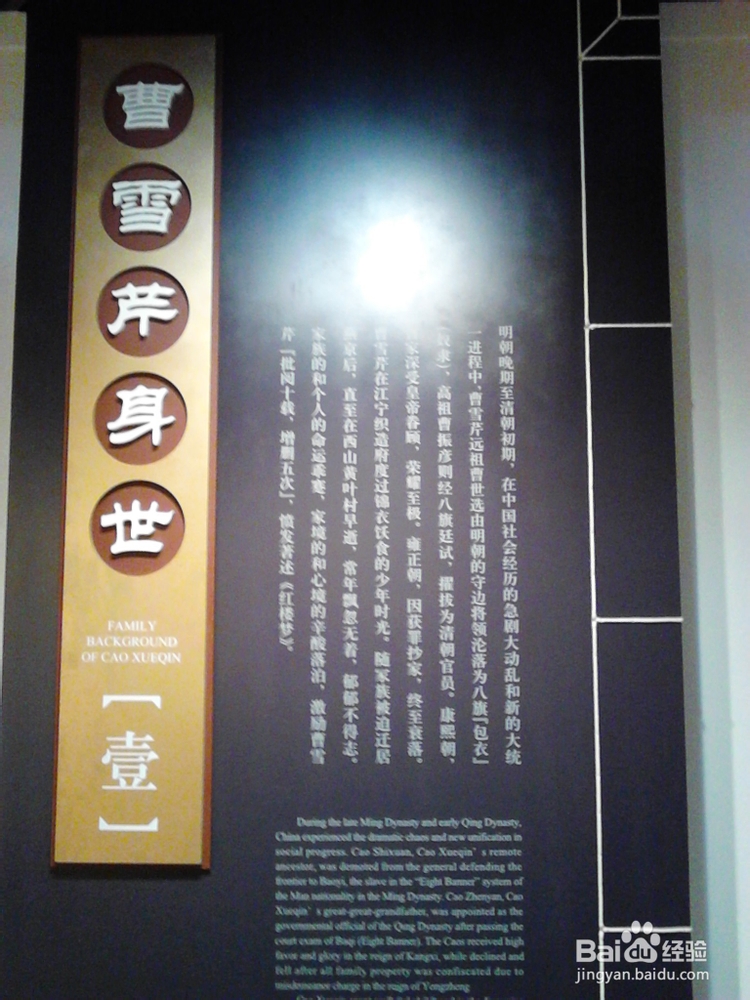 曹雪芹身世
FAMILY
BACKGROUND
OF CAO XUEQIN
【壹】
明朝晚期至清朝初期，在中国社会经历的急剧大动乱和新的大统
一进程中，曹雪芹远祖曹世选由明朝的守边将领沦落为八旗“包衣”
（奴隶），高祖曹振彦则经八旗廷试，擢拔为清朝官员。康熙朝，
家深受皇帝眷顾，荣耀至极。雍正朝，因获罪抄家，终至衰落。
曹雪芹在江宁织造府度过锦衣饫食的少年时光。随家族被迫迁居
京后，直至在西山黄叶村早逝，常年飘忽无着，郁郁不得志。
家族的和个人的命运乖蹇，家境的和心境的辛酸落泊，激励曹雪
芹“批阅十载，增删五次”，愤发著述《红楼梦》。
During the late Ming Dynasty and early Qing Dynasty,
China experienced the dramatic chaos and new unification in
social progress. Cao Shixuan, Cao Xueqin's remote
ancestor, was demoted from the general defending the
frontier to Baoyi, the slave in the "Eight Banner" system of
the Man nationality in the Ming Dynasty. Cao Zhenyan, Cao
Xueqin's great-great-grandfather, was appointed as the
governmental official of the Qing Dynasty after passing the
court exam of Baqi (Eight Banner). The Caos received high
favor and glory in the reign of Kangxi, while declined and
fell after all family property was confiscated due to
misdemeanor charge in the reign of Yongzheng
Baidu经验
jingyan.baidu.com